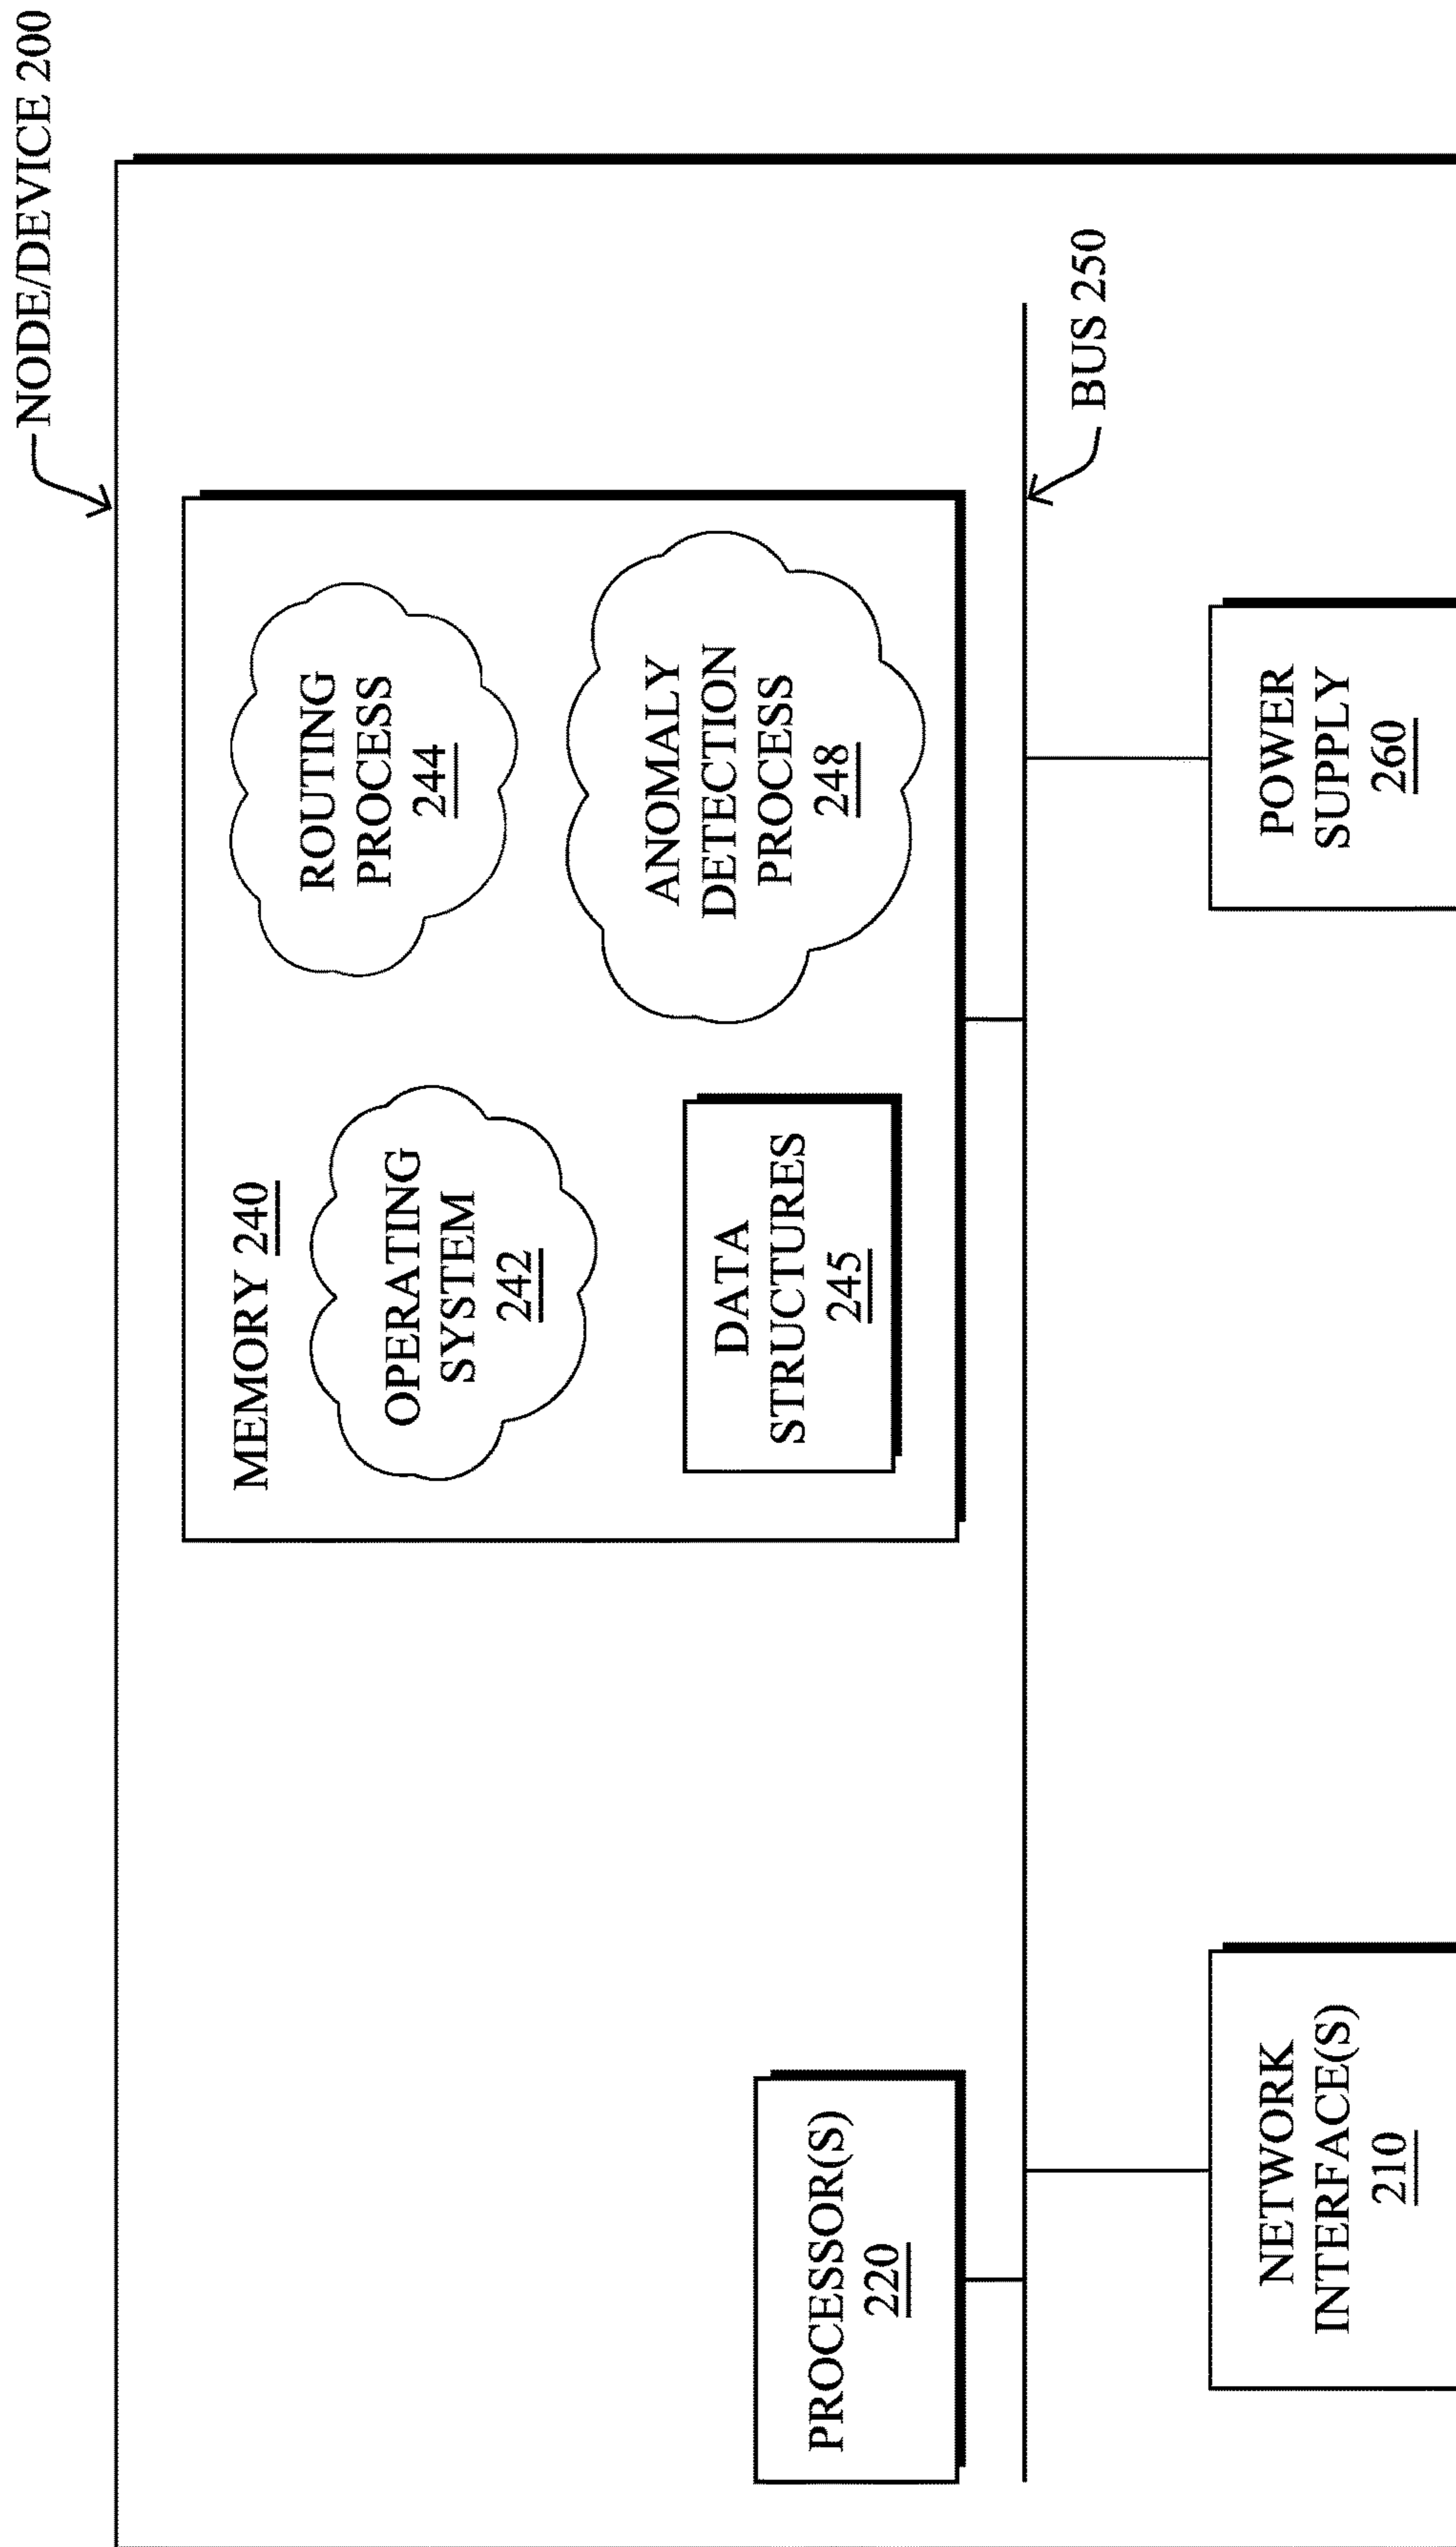 NODE/DEVICE 200
MEMORY 240
OPERATING
SYSTEM
242
ROUTING
PROCESS
244
DATA
STRUCTURES
245
ANOMALY
DETECTION
PROCESS
248
PROCESSOR(S)
220
BUS 250
NETWORK
INTERFACE(S)
210
POWER
SUPPLY
260